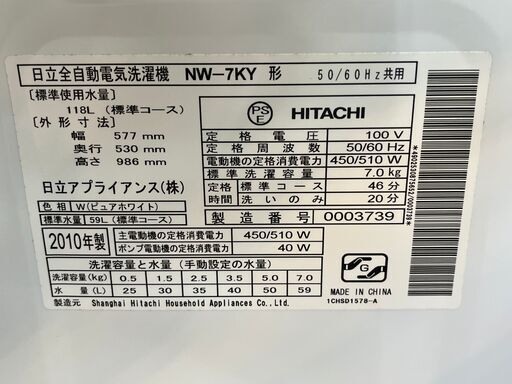 日立全自動電気洗濯機 NW-7KY 形 50/60Hz共用
〔標準使用水量〕
118L (標準コース)
〔外形寸法〕
幅 577 mm
奥行 530 mm
高さ 986 mm
日立アプライアンス(株)
色相 W(ピュアホワイト)
標準水量 59L(標準コース)
PS
E
HITACHI
定格電圧 100 V
定格周波数 50/60 Hz
電動機の定格消費電力 450/510 W
標準洗濯容量 7.0 kg
定格 標準コース 46分
時間 洗いのみ 20分
製造番号 0003739
2010年製
主電動機の定格消費電力 450/510 W
ポンプ電動機の定格消費電力 40 W
洗濯容量と水量 (手動設定の水量)
洗濯容量(kg) 0.5 1.5 2.5 3.5 5.0 7.0
水量(L) 25 30 35 40 50 59
製造元 Shanghai Hitachi Household Appliances Co.,Ltd.
G
MADE IN CHINA
1CHSD1578-A